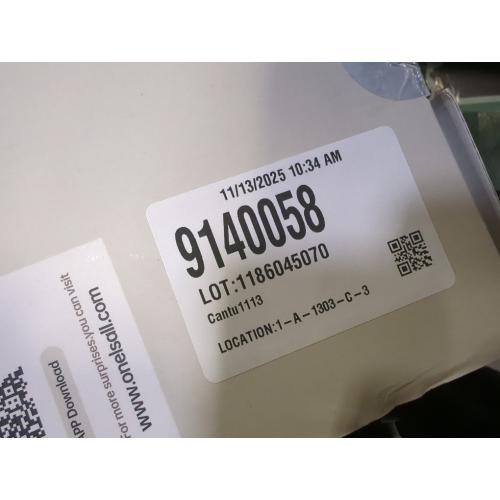 11/13/2025 10:34 AM
9140058
LOT:1186045070
Cantu1113
LOCATION:1-A-1303-C-3
For more surprises,you can visit
www.onelsall.com
APP Download